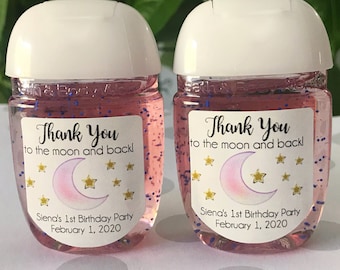 Thank You
to the moon and back!
Siena's 1st Birthday Party
February 1, 2020
Thank You
to the moon and back!
Siena's 1st Birthday Party
February 1, 2020